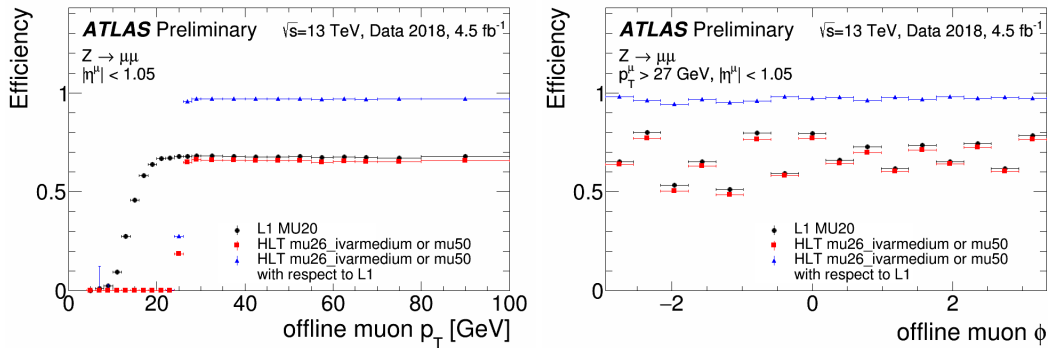 ATLAS Preliminary
√s=13 TeV, Data 2018, 4.5 fb⁻¹
Z → μμ
|η^μ| < 1.05
Efficiency
1
0.5
0
L1 MU20
HLT mu26_ivarmedium or mu50
HLT mu26_ivarmedium or mu50
with respect to L1
0 20 40 60 80 100
offline muon p_T [GeV]
ATLAS Preliminary
√s=13 TeV, Data 2018, 4.5 fb⁻¹
Z → μμ
p_T^μ > 27 GeV, |η^μ| < 1.05
Efficiency
1
0.5
0
L1 MU20
HLT mu26_ivarmedium or mu50
HLT mu26_ivarmedium or mu50
with respect to L1
−2 0 2
offline muon ϕ